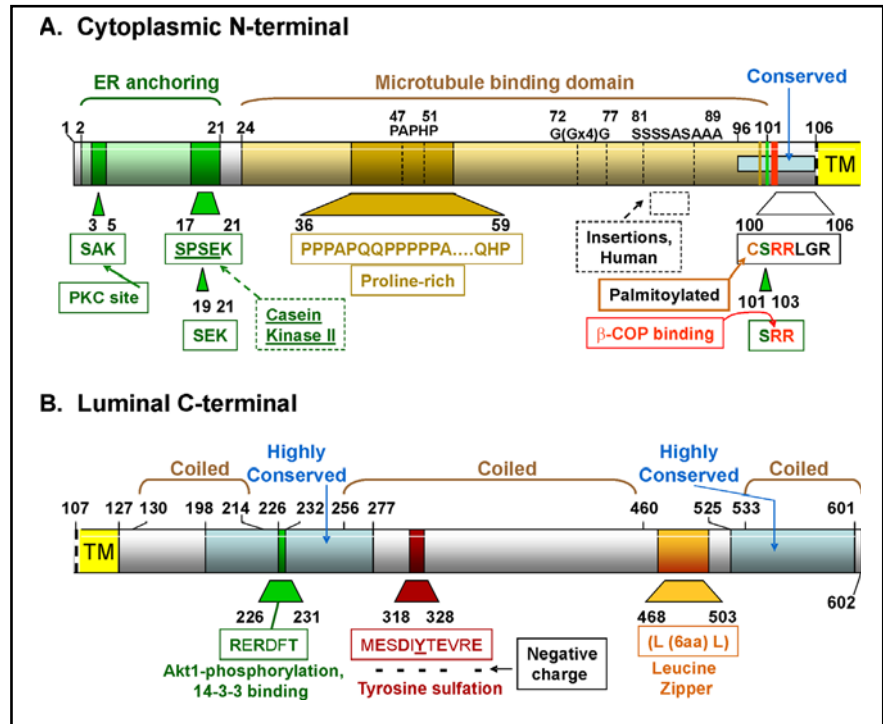 A. Cytoplasmic N-terminal
ER anchoring
Microtubule binding domain
Conserved
47 51
PAPHP
72 77
G(Gx4)G
81 89
SSSSASAAA
1 2 21 24 96 101 106
TM
3 5
SAK
PKC site
17 21
SPSEK
19 21
SEK
Casein
Kinase II
36 59
PPPAPQQPPPPPA....QHP
Proline-rich
Insertions,
Human
100 106
CSRRLGR
Palmitoylated
101 103
β-COP binding
SRR
B. Luminal C-terminal
Highly
Conserved
Highly
Conserved
Coiled
Coiled
Coiled
107 127 130 198 214 226 232 256 277 460 525 533 601
TM
602
226 231
RERDFT
Akt1-phosphorylation,
14-3-3 binding
318 328
MESDIYTEVRE
- - - - -
Tyrosine sulfation
Negative
charge
468 503
(L (6aa) L)
Leucine
Zipper